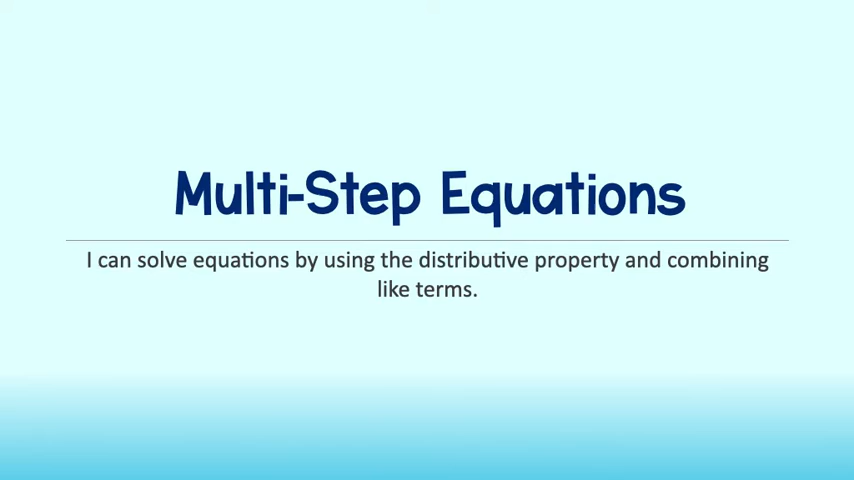 Multi-Step Equations
I can solve equations by using the distributive property and combining
like terms.